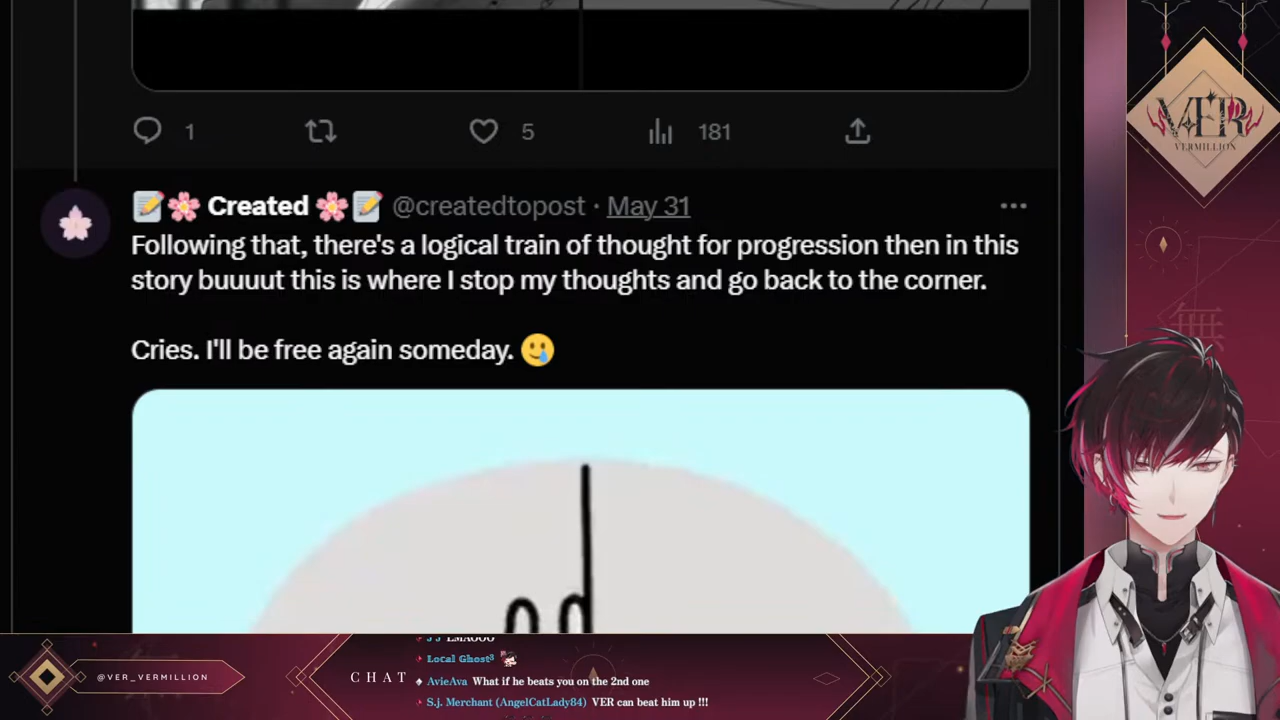 1 5 181
📝🌸 Created 🌸📝 @createdtopost · May 31
Following that, there's a logical train of thought for progression then in this
story buuuut this is where I stop my thoughts and go back to the corner.
Cries. I'll be free again someday. 🥲
VER
VERMILLION
無
@VER_VERMILLION
CHAT
J J LMAOOO
Local Ghost³
AvieAva What if he beats you on the 2nd one
S.j. Merchant (AngelCatLady84) VER can beat him up !!!